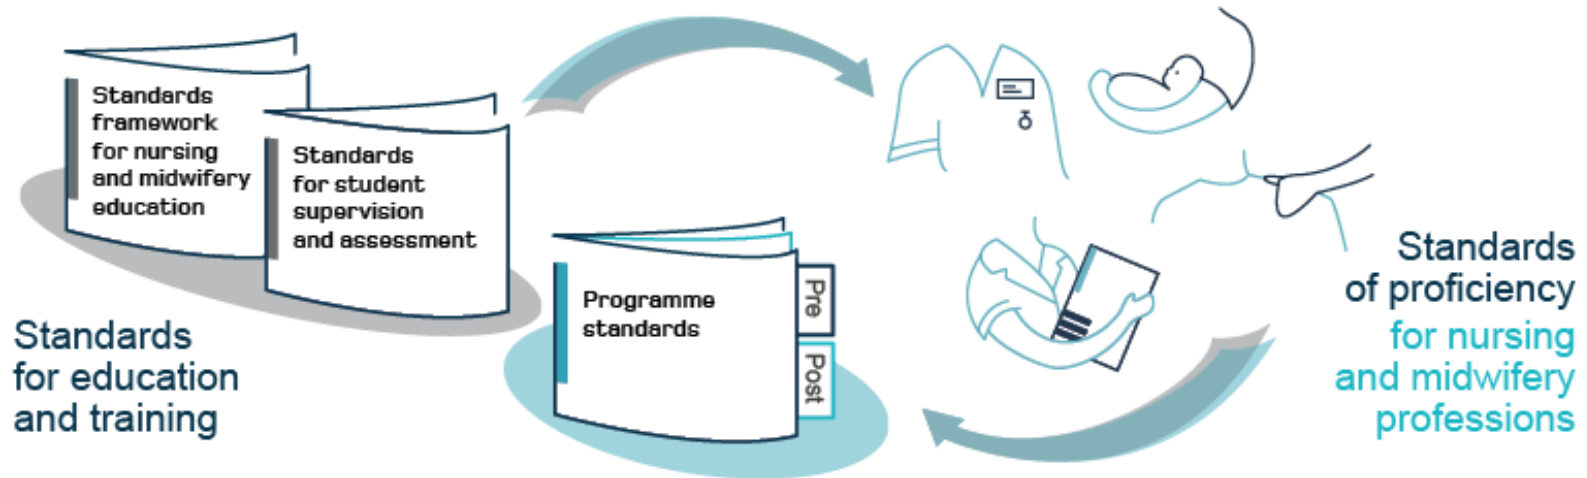 Standards
framework
for nursing
and midwifery
education
Standards
for student
supervision
and assessment
Programme
standards
Pre
Post
Standards
for education
and training
Standards
of proficiency
for nursing
and midwifery
professions